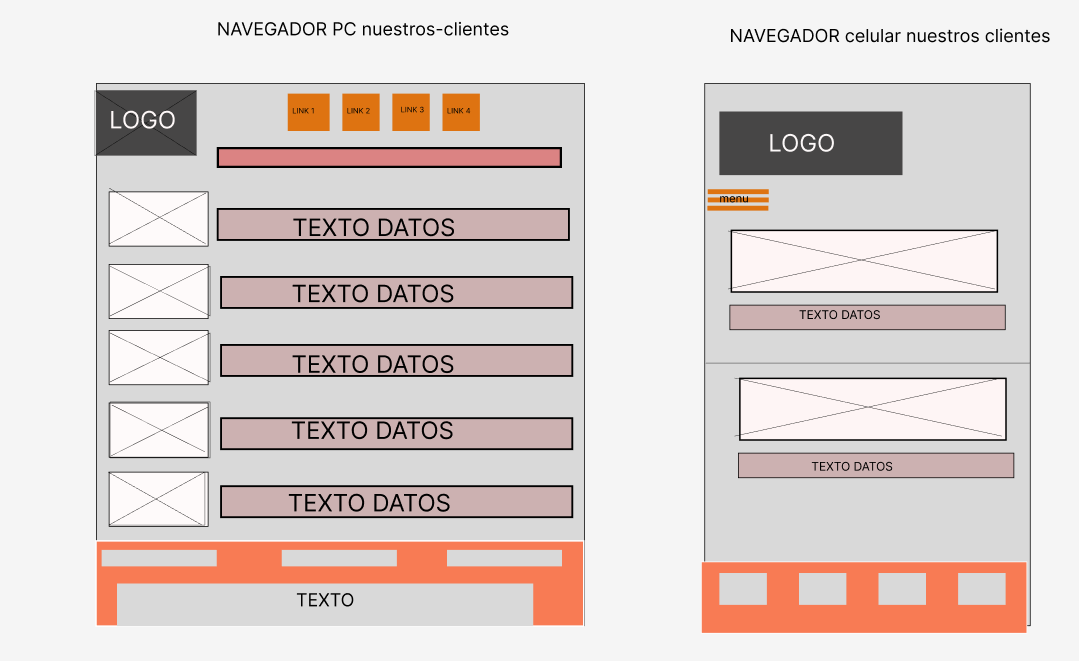 NAVEGADOR PC nuestros-clientes
LOGO
LINK 1
LINK 2
LINK 3
LINK 4
TEXTO DATOS
TEXTO DATOS
TEXTO DATOS
TEXTO DATOS
TEXTO DATOS
TEXTO
NAVEGADOR celular nuestros clientes
LOGO
menu
TEXTO DATOS
TEXTO DATOS